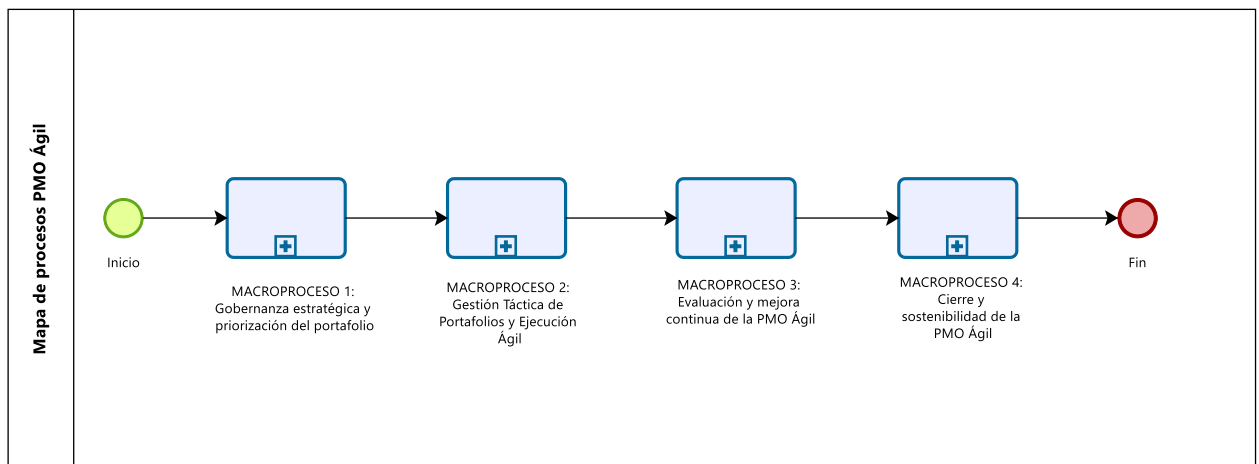 Mapa de procesos PMO Ágil
Inicio
MACROPROCESO 1:
Gobernanza estratégica y
priorización del portafolio
MACROPROCESO 2:
Gestión Táctica de
Portafolios y Ejecución
Ágil
MACROPROCESO 3:
Evaluación y mejora
continua de la PMO Ágil
MACROPROCESO 4:
Cierre y
sostenibilidad de la
PMO Ágil
Fin